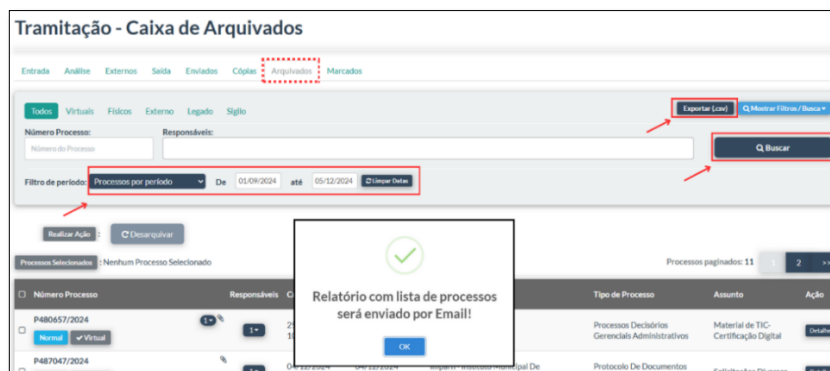 Tramitação - Caixa de Arquivados
Entrada Análise Externos Saída Enviados Cópias Arquivados Marcados
Todos Virtuais Físicos Externo Legado Sigilo Exportar (.csv) Mostrar Filtros / Busca
Número Processo: Responsáveis:
Número do Processo Buscar
Filtro de período: Processos por período De 01/09/2024 até 05/12/2024 Limpar Datas
Realizar Ação : Desarquivar
Processos Selecionados : Nenhum Processo Selecionado Processos paginados: 11 1 2 >>
Número Processo Responsáveis Tipo de Processo Assunto Ação
Relatório com lista de processos
será enviado por Email!
OK
P480657/2024 1 1 Processos Decisórios Material de TIC-
Normal Virtual Gerenciais Administrativos Certificação Digital
P487047/2024 Protocolo De Documentos